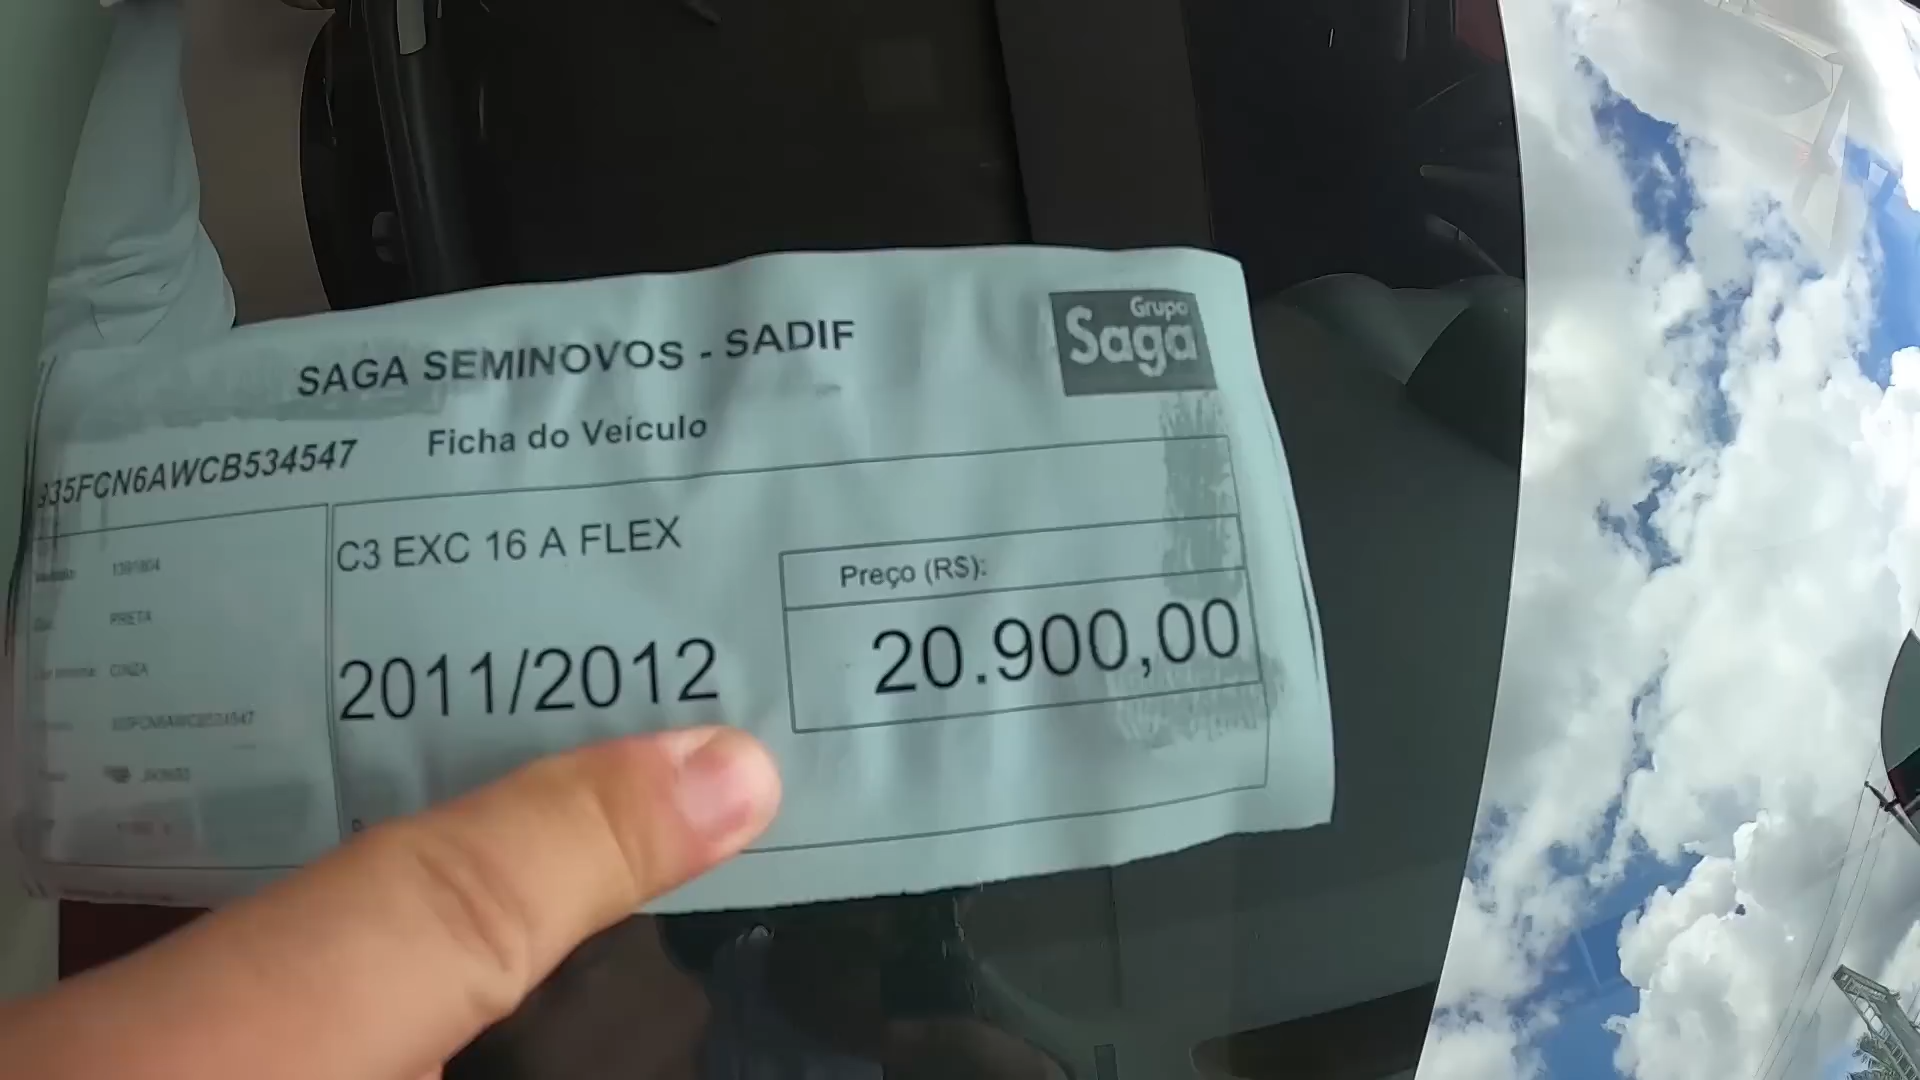 SAGA SEMINOVOS - SADIF
Grupo
Saga
Ficha do Veículo
935FCN6AWCB534547
C3 EXC 16 A FLEX
Preço (R$):
2011/2012
20.900,00
PRETA
CINZA
935FCN6AWCB534547